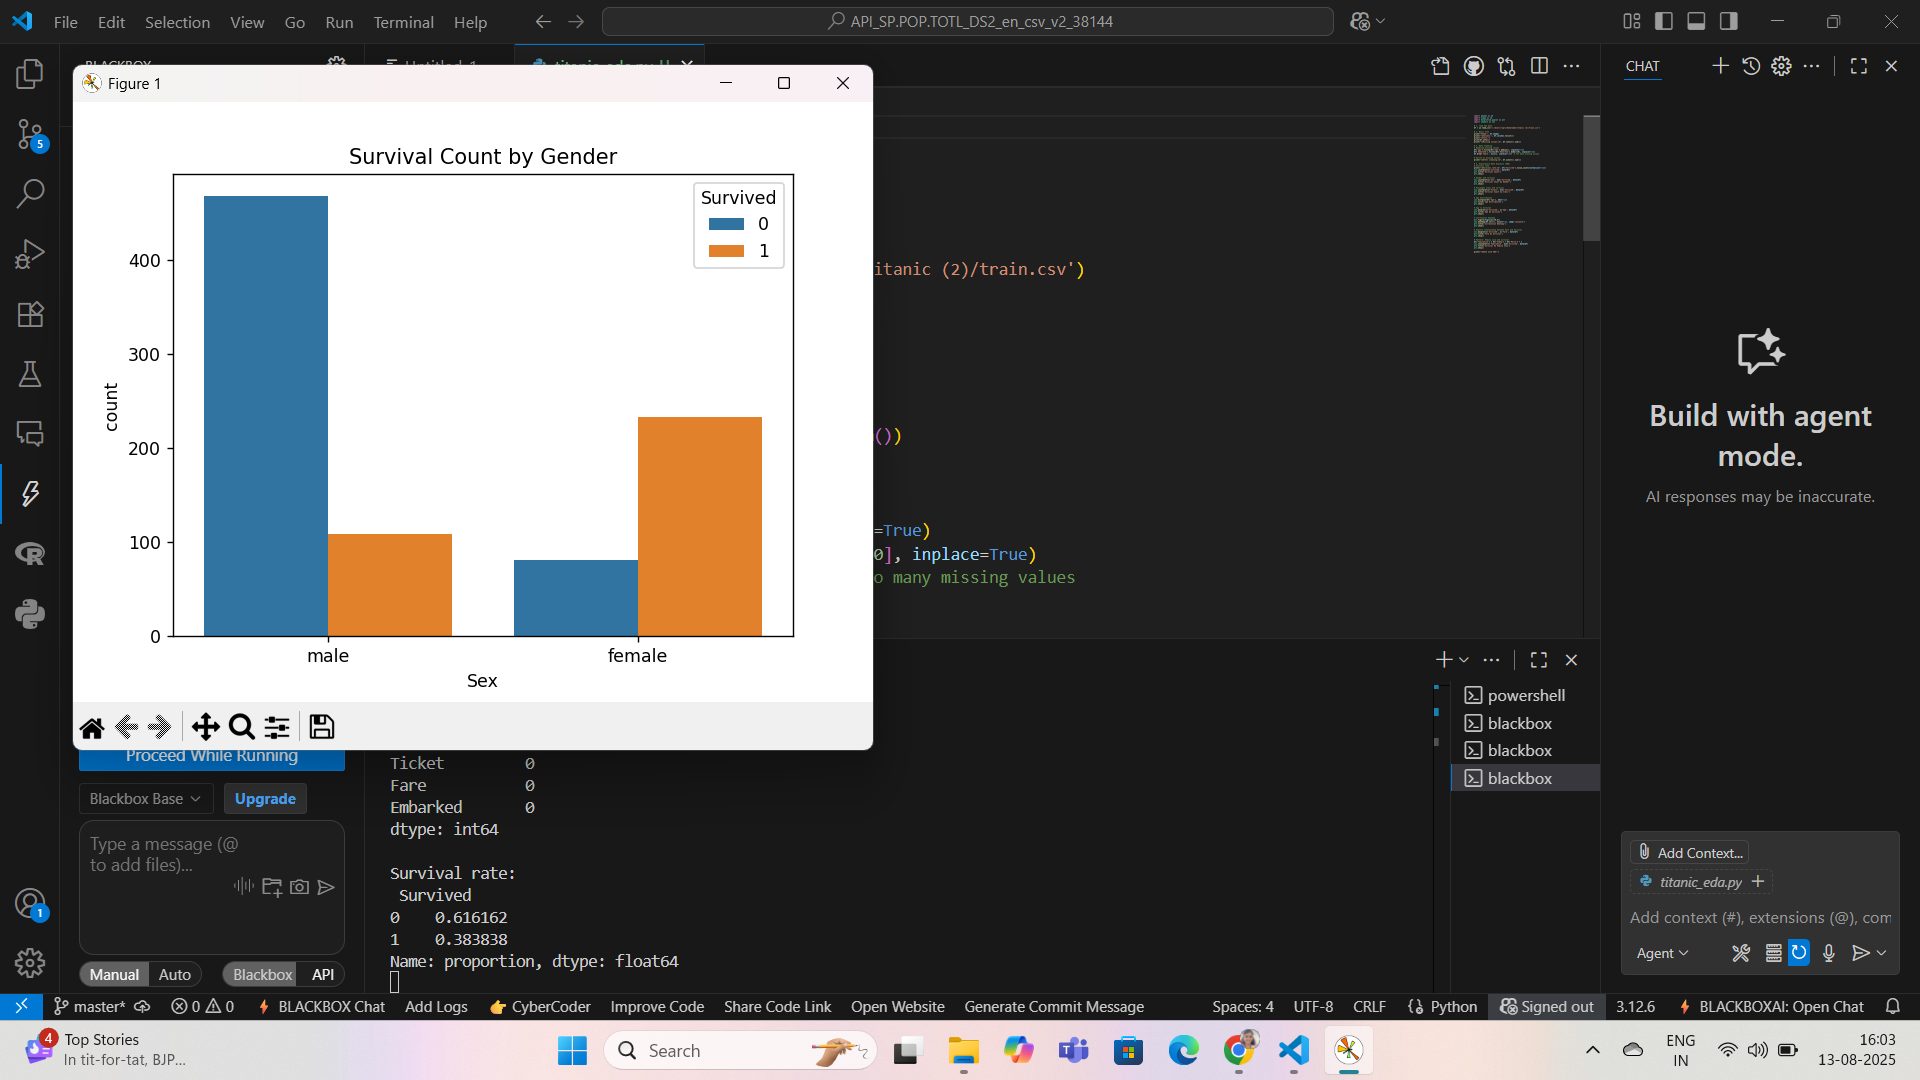 File Edit Selection View Go Run Terminal Help
API_SP.POP.TOTL_DS2_en_csv_v2_38144
CHAT
Figure 1
Survival Count by Gender
Survived
0
1
count
400
300
200
100
0
male
female
Sex
itanic (2)/train.csv')
())
=True)
0], inplace=True)
o many missing values
5
Build with agent
mode.
AI responses may be inaccurate.
powershell
blackbox
blackbox
blackbox
Proceed While Running
Blackbox Base
Upgrade
Type a message (@
to add files)...
Manual Auto
Blackbox API
1
Ticket 0
Fare 0
Embarked 0
dtype: int64
Survival rate:
Survived
0 0.616162
1 0.383838
Name: proportion, dtype: float64
Add Context...
titanic_eda.py
Add context (#), extensions (@), com
Agent
master* 0 0 BLACKBOX Chat Add Logs CyberCoder Improve Code Share Code Link Open Website Generate Commit Message Spaces: 4 UTF-8 CRLF Python Signed out 3.12.6 BLACKBOXAI: Open Chat
4
Top Stories
In tit-for-tat, BJP...
Search
ENG
IN
16:03
13-08-2025